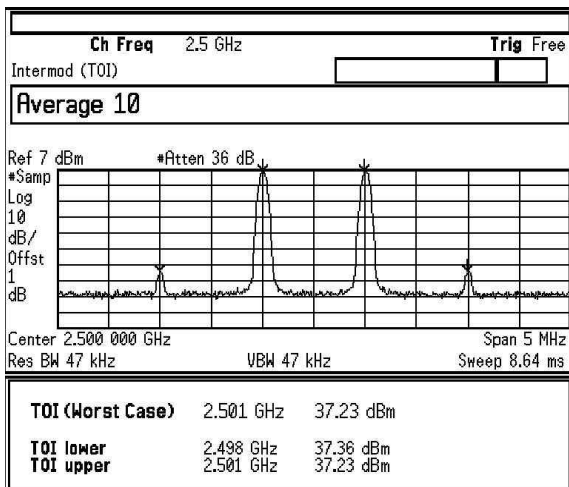 Ch Freq 2.5 GHz Trig Free
Intermod (TOI)
Average 10
Ref 7 dBm #Atten 36 dB
#Samp
Log
10
dB/
Offst
1
dB
Center 2.500 000 GHz Span 5 MHz
Res BW 47 kHz VBW 47 kHz Sweep 8.64 ms
TOI (Worst Case) 2.501 GHz 37.23 dBm
TOI lower 2.498 GHz 37.36 dBm
TOI upper 2.501 GHz 37.23 dBm